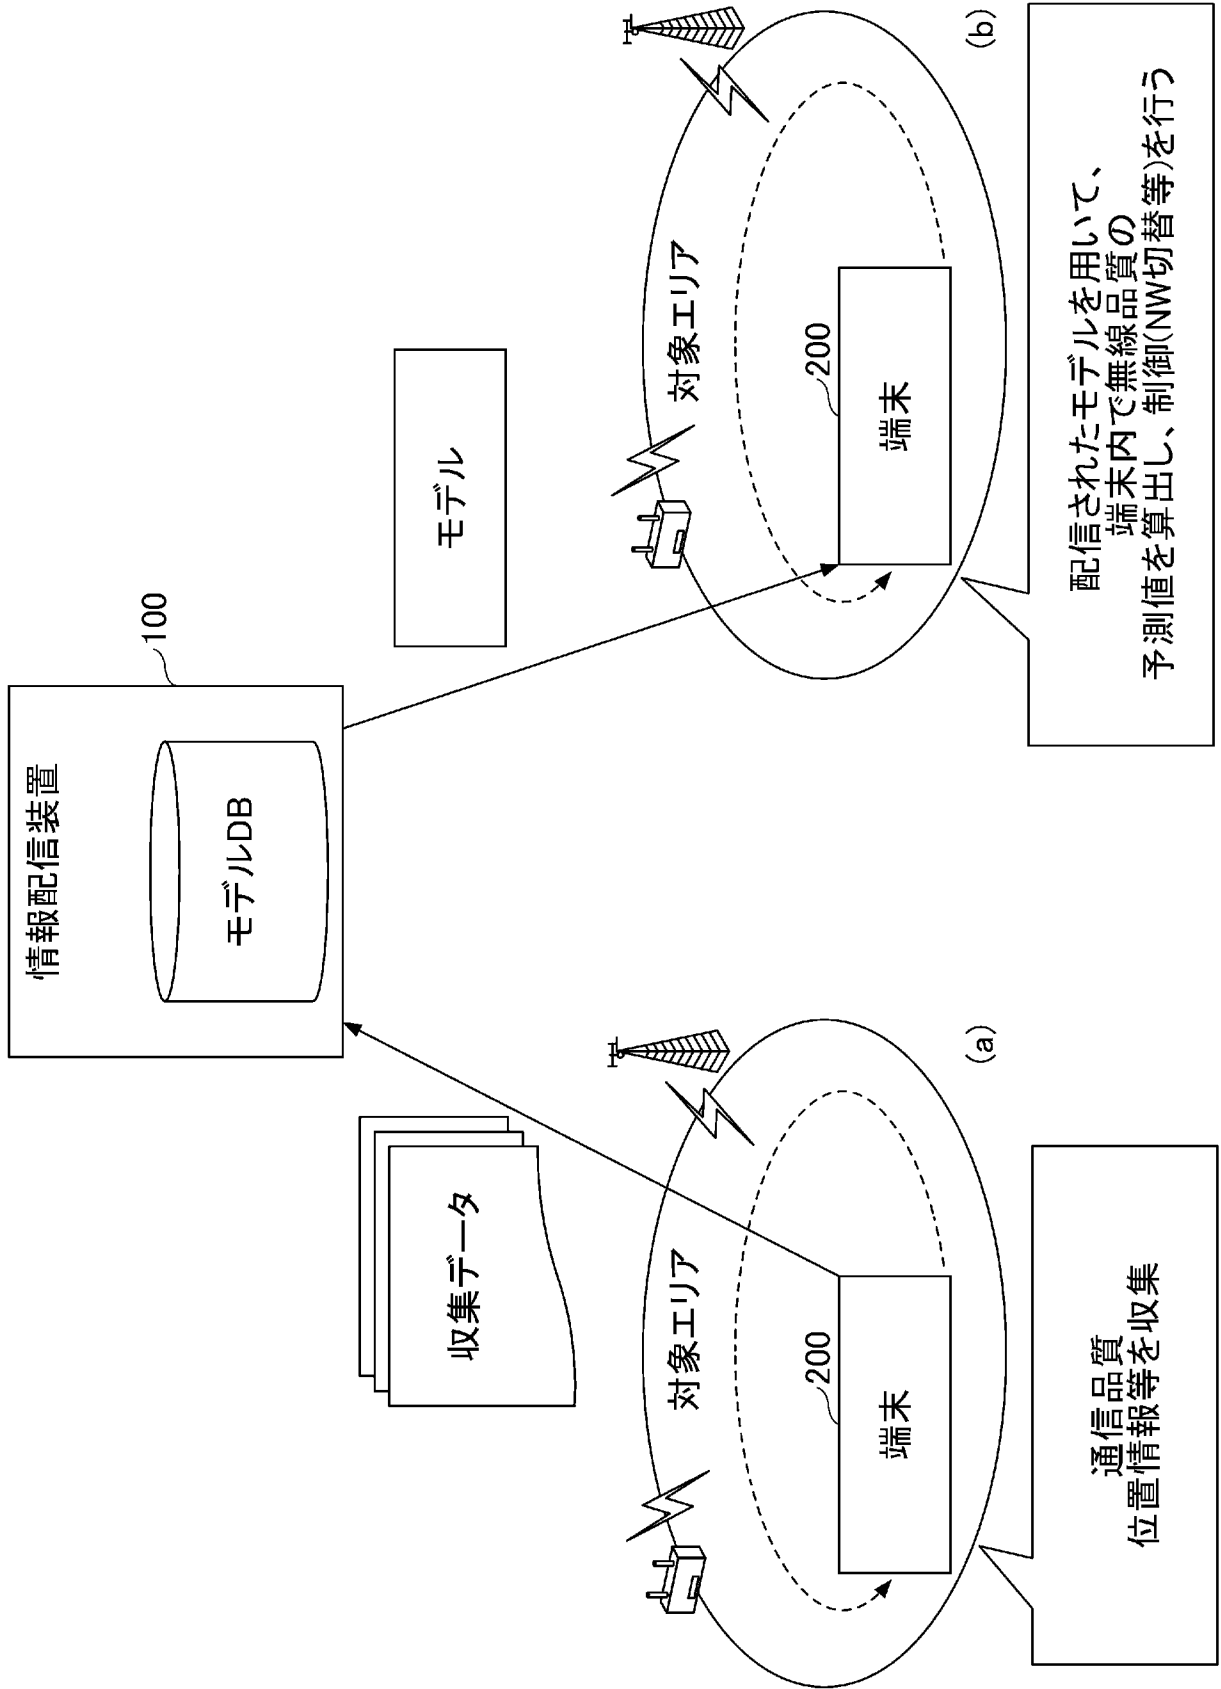 情報配信装置
100
モデルDB
収集データ
モデル
対象エリア
200
端末
(a)
通信品質
位置情報等を収集
対象エリア
200
端末
(b)
配信されたモデルを用いて、
端末内で無線品質の
予測値を算出し、制御(NW切替等)を行う